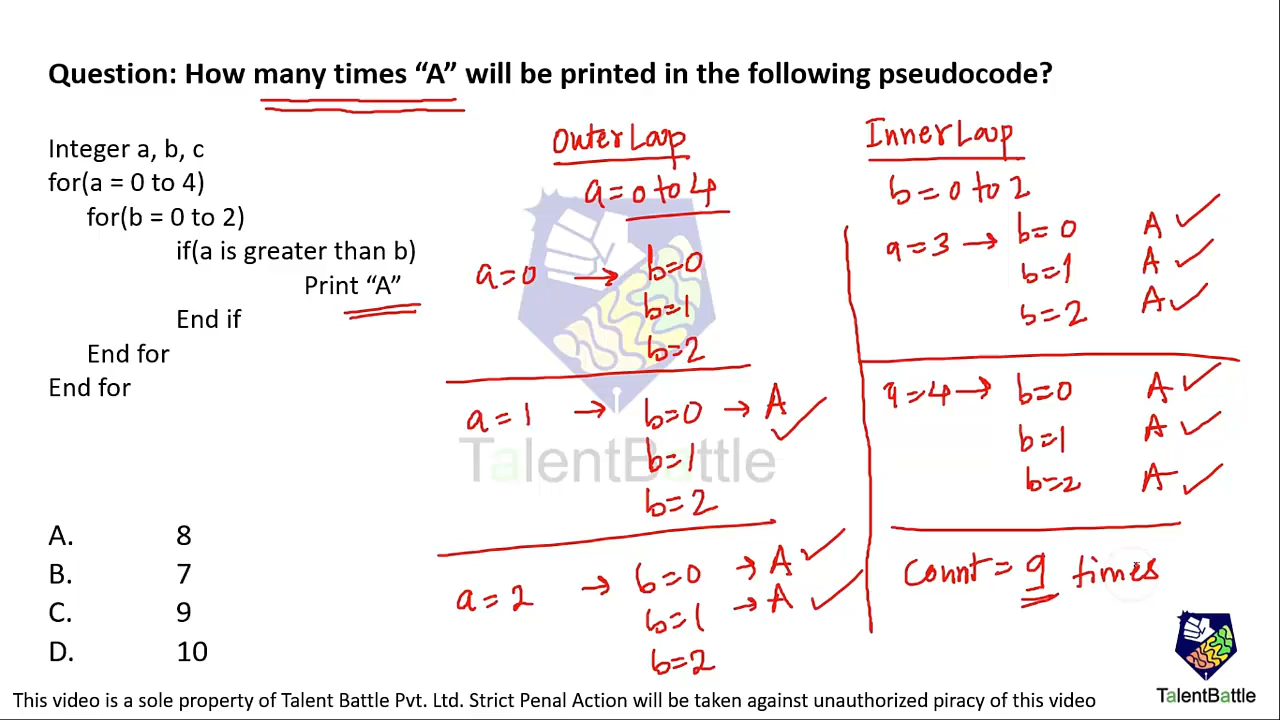 Question: How many times “A” will be printed in the following pseudocode?
Integer a, b, c
for(a = 0 to 4)
for(b = 0 to 2)
if(a is greater than b)
Print “A”
End if
End for
End for
A. 8
B. 7
C. 9
D. 10
Outer Loop
a = 0 to 4
a = 0 → b = 0
b = 1
b = 2
a = 1 → b = 0 → A ✓
b = 1
b = 2
a = 2 → b = 0 → A ✓
b = 1 → A ✓
b = 2
Inner Loop
b = 0 to 2
a = 3 → b = 0 A ✓
b = 1 A ✓
b = 2 A ✓
a = 4 → b = 0 A ✓
b = 1 A ✓
b = 2 A ✓
Count = 9 times
TalentBattle
TalentBattle
This video is a sole property of Talent Battle Pvt. Ltd. Strict Penal Action will be taken against unauthorized piracy of this video